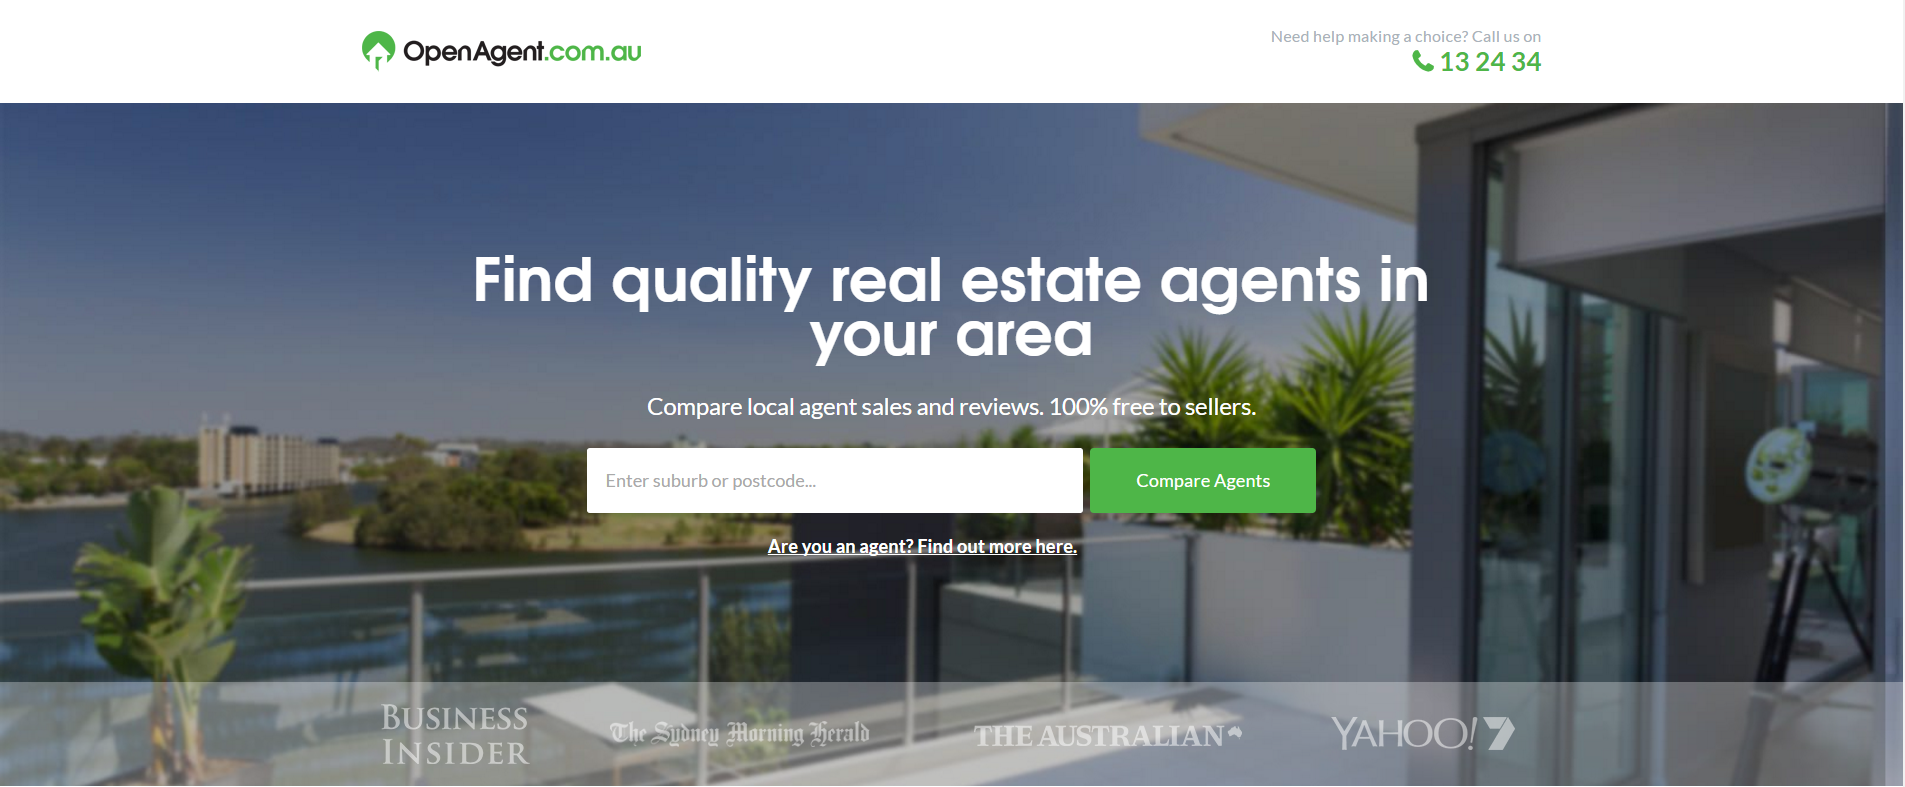 OpenAgent.com.au
Need help making a choice? Call us on
13 24 34
Find quality real estate agents in
your area
Compare local agent sales and reviews. 100% free to sellers.
Enter suburb or postcode...
Compare Agents
Are you an agent? Find out more here.
BUSINESS
INSIDER
The Sydney Morning Herald
THE AUSTRALIAN
YAHOO! 7